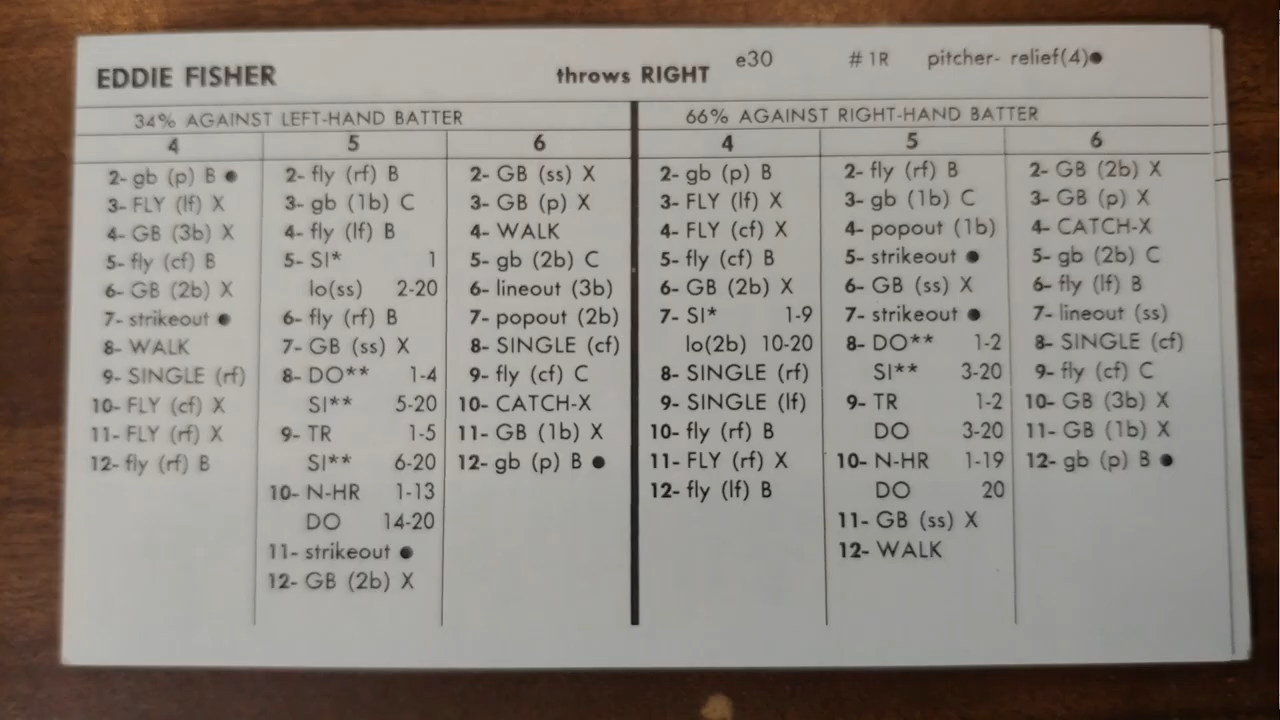 EDDIE FISHER throws RIGHT e30 # 1R pitcher- relief(4)●
34% AGAINST LEFT-HAND BATTER
4 5 6
2- gb (p) B ●
3- FLY (lf) X
4- GB (3b) X
5- fly (cf) B
6- GB (2b) X
7- strikeout ●
8- WALK
9- SINGLE (rf)
10- FLY (cf) X
11- FLY (rf) X
12- fly (rf) B
2- fly (rf) B
3- gb (1b) C
4- fly (lf) B
5- SI* 1
lo(ss) 2-20
6- fly (rf) B
7- GB (ss) X
8- DO** 1-4
SI** 5-20
9- TR 1-5
SI** 6-20
10- N-HR 1-13
DO 14-20
11- strikeout ●
12- GB (2b) X
2- GB (ss) X
3- GB (p) X
4- WALK
5- gb (2b) C
6- lineout (3b)
7- popout (2b)
8- SINGLE (cf)
9- fly (cf) C
10- CATCH-X
11- GB (1b) X
12- gb (p) B ●
66% AGAINST RIGHT-HAND BATTER
4 5 6
2- gb (p) B
3- FLY (lf) X
4- FLY (cf) X
5- fly (cf) B
6- GB (2b) X
7- SI* 1-9
lo(2b) 10-20
8- SINGLE (rf)
9- SINGLE (lf)
10- fly (rf) B
11- FLY (rf) X
12- fly (lf) B
2- fly (rf) B
3- gb (1b) C
4- popout (1b)
5- strikeout ●
6- GB (ss) X
7- strikeout ●
8- DO** 1-2
SI** 3-20
9- TR 1-2
DO 3-20
10- N-HR 1-19
DO 20
11- GB (ss) X
12- WALK
2- GB (2b) X
3- GB (p) X
4- CATCH-X
5- gb (2b) C
6- fly (lf) B
7- lineout (ss)
8- SINGLE (cf)
9- fly (cf) C
10- GB (3b) X
11- GB (1b) X
12- gb (p) B ●